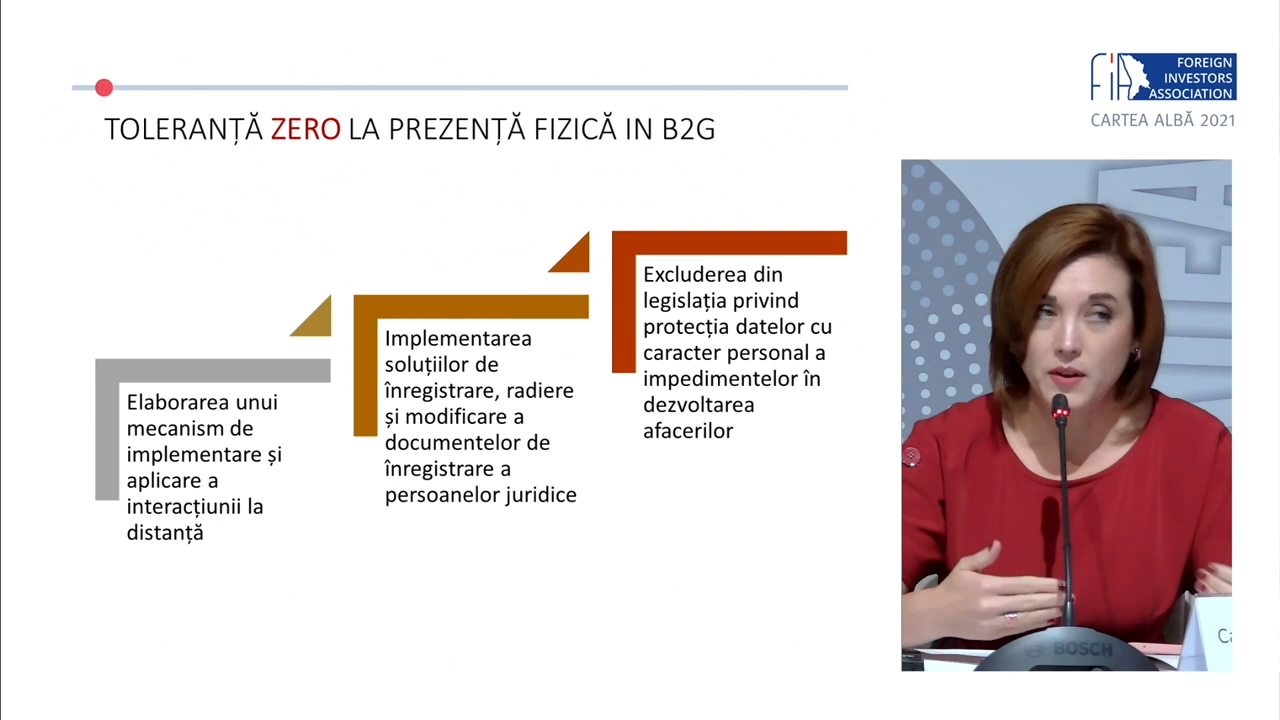 FIA
FOREIGN
INVESTORS
ASSOCIATION
CARTEA ALBĂ 2021
TOLERANȚĂ ZERO LA PREZENȚĂ FIZICĂ IN B2G
Elaborarea unui
mecanism de
implementare și
aplicare a
interacțiunii la
distanță
Implementarea
soluțiilor de
înregistrare, radiere
și modificare a
documentelor de
înregistrare a
persoanelor juridice
Excluderea din
legislația privind
protecția datelor cu
caracter personal a
impedimentelor în
dezvoltarea
afacerilor
BOSCH